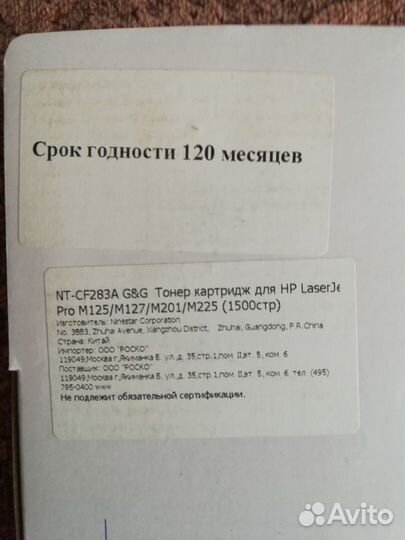 Срок годности 120 месяцев
NT-CF283A G&G Тонер картридж для HP LaserJe
Pro M125/M127/M201/M225 (1500стр)
Изготовитель: Ninestar Corporation
No. 3883, Zhuhai Avenue, Xiangzhou District, Zhuhai, Guangdong, P.R.China
Страна: Китай
Импортер: ООО "РОСКО"
119049,Москва г,Якиманка Б. ул.,д. 35,стр.1,пом. II,эт. 5, ком. 6
Поставщик: ООО "РОСКО"
119049,Москва г,Якиманка Б. ул.,д. 35,стр.1,пом. II,эт. 5, ком. 6 тел. (495)
795-0400 www
Не подлежит обязательной сертификации.
Avito